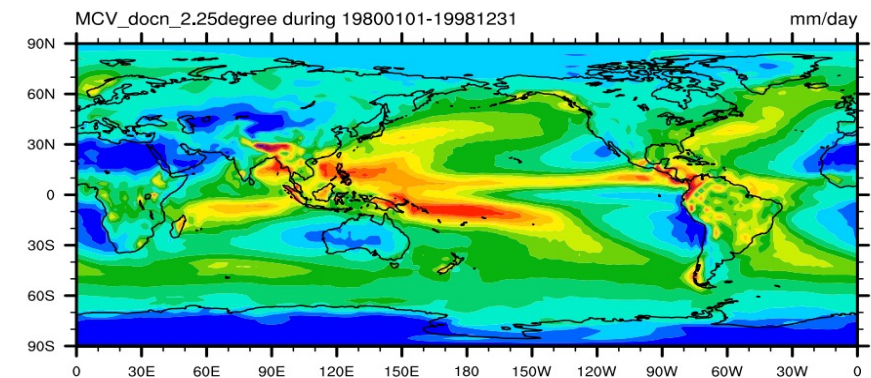 MCV_docn_2.25degree during 19800101-19981231 mm/day
90N
60N
30N
0
30S
60S
90S
0 30E 60E 90E 120E 150E 180 150W 120W 90W 60W 30W 0